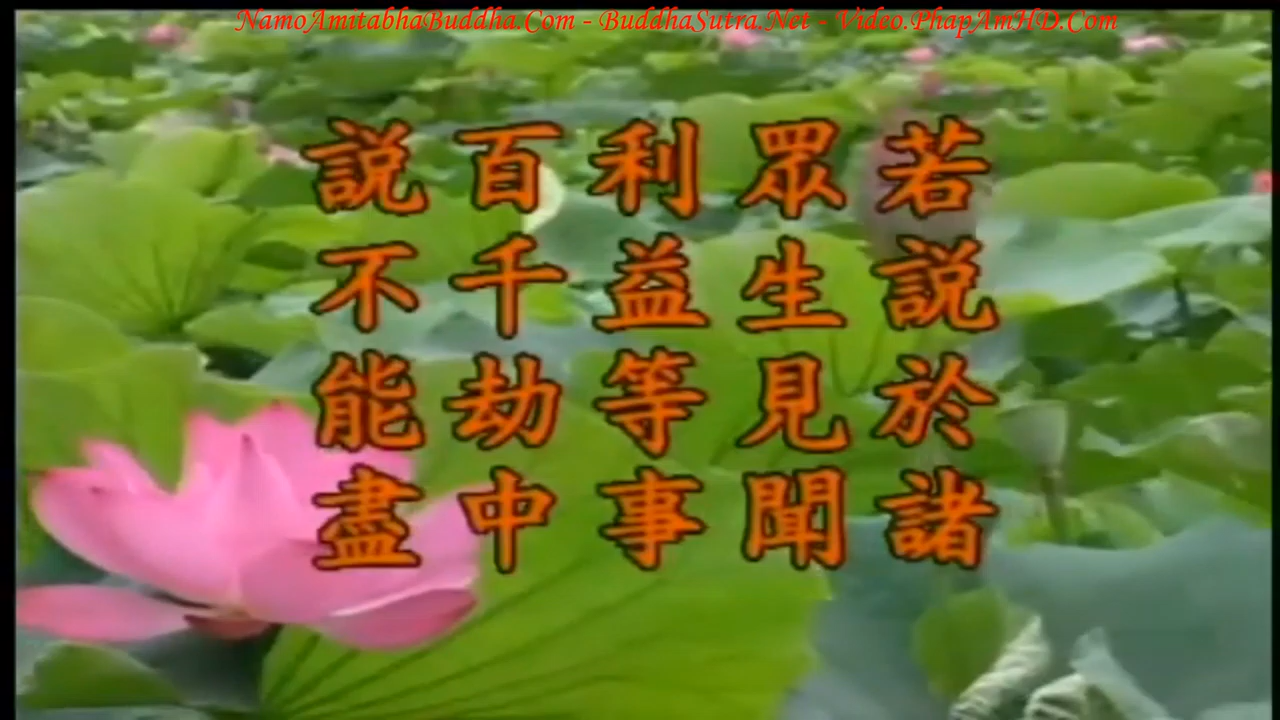 NamoAmitabhaBuddha.Com - BuddhaSutra.Net - Video.PhapAmHD.Com
若說於諸
眾生見聞
利益等事
百千劫中
說不能盡